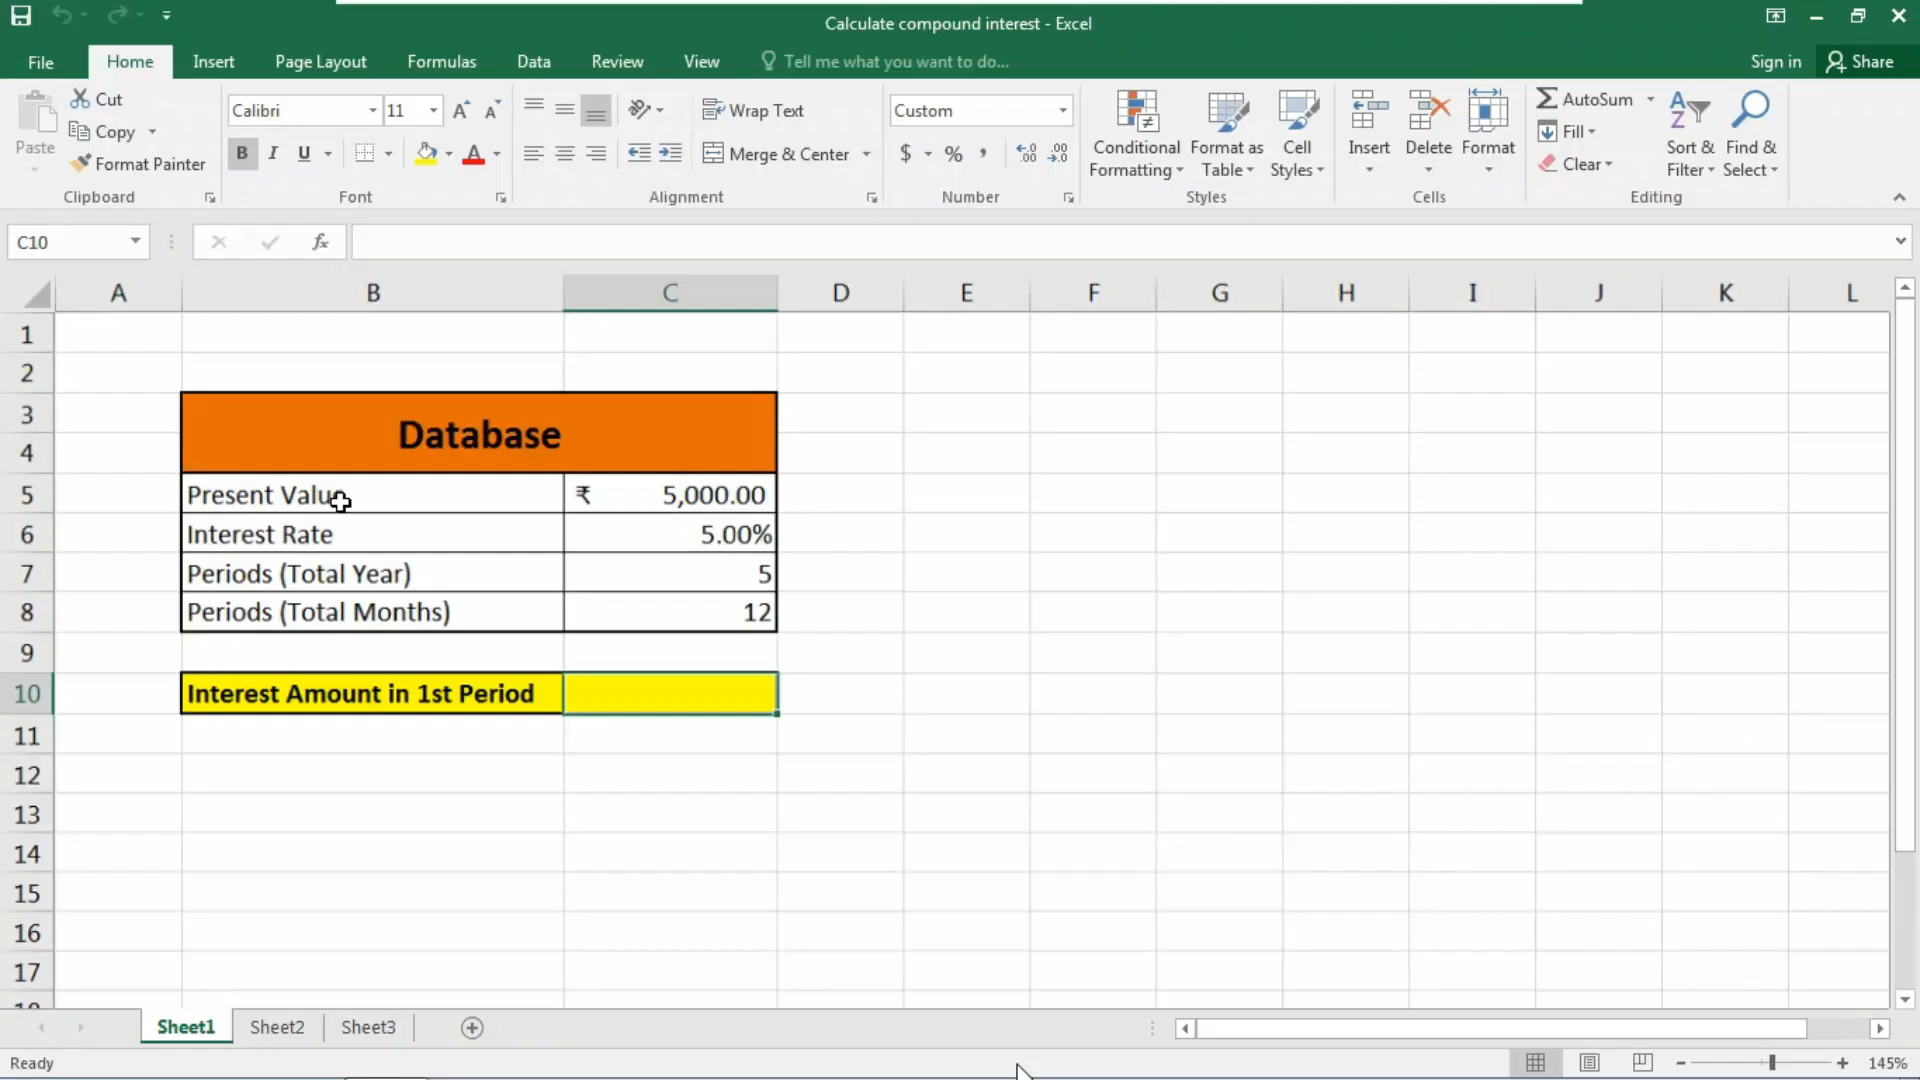 Calculate compound interest - Excel
File Home Insert Page Layout Formulas Data Review View Tell me what you want to do... Sign in Share
Paste Cut Copy Format Painter Clipboard
Calibri 11 B I U Font
Wrap Text Merge & Center Alignment
Custom $ % Number
Conditional Formatting Format as Table Cell Styles Styles
Insert Delete Format Cells
AutoSum Fill Clear Sort & Filter Find & Select Editing
C10 fx
A B C D E F G H I J K L
1
2
3
4
Database
5 Present Value ₹ 5,000.00
6 Interest Rate 5.00%
7 Periods (Total Year) 5
8 Periods (Total Months) 12
9
10 Interest Amount in 1st Period
11
12
13
14
15
16
17
Sheet1 Sheet2 Sheet3
Ready 145%